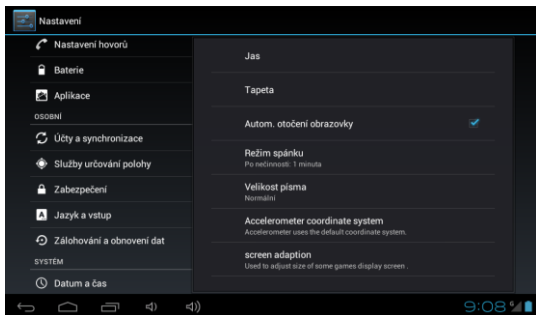 Nastavení
Nastavení hovorů
Baterie
Aplikace
OSOBNÍ
Účty a synchronizace
Služby určování polohy
Zabezpečení
Jazyk a vstup
Zálohování a obnovení dat
SYSTÉM
Datum a čas
Jas
Tapeta
Autom. otočení obrazovky
Režim spánku
Po nečinnosti: 1 minuta
Velikost písma
Normální
Accelerometer coordinate system
Accelerometer uses the default coordinate system.
screen adaption
Used to adjust size of some games display screen .
9:08